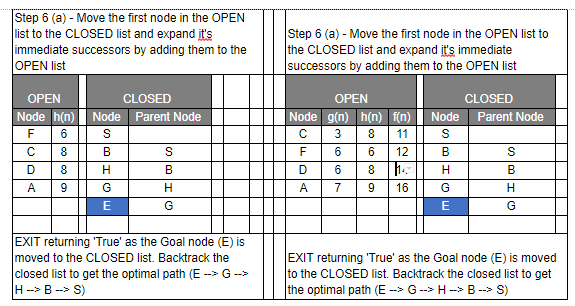 Step 6 (a) - Move the first node in the OPEN
list to the CLOSED list and expand it's
immediate successors by adding them to the
OPEN list
OPEN CLOSED
Node h(n) Node Parent Node
F 6 S
C 8 B S
D 8 H B
A 9 G H
E G
EXIT returning 'True' as the Goal node (E) is
moved to the CLOSED list. Backtrack the
closed list to get the optimal path (E --> G -->
H --> B --> S)
Step 6 (a) - Move the first node in the OPEN list to
the CLOSED list and expand it's immediate
successors by adding them to the OPEN list
OPEN CLOSED
Node g(n) h(n) f(n) Node Parent Node
C 3 8 11 S
F 6 6 12 B S
D 6 8 H B
A 7 9 16 G H
E G
EXIT returning 'True' as the Goal node (E) is moved
to the CLOSED list. Backtrack the closed list to get
the optimal path (E --> G --> H --> B --> S)